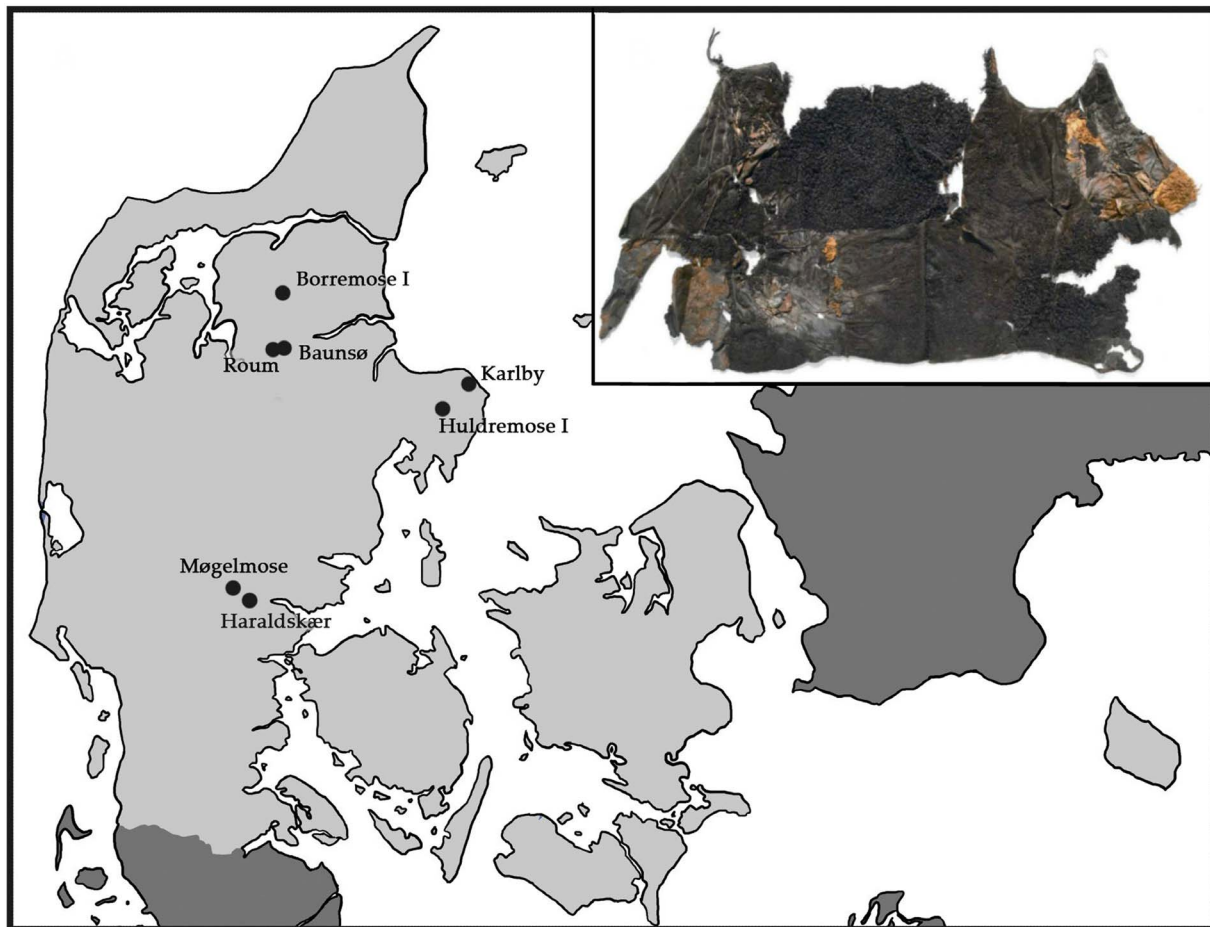 Borremose I
Roum
Baunsø
Karlby
Huldremose I
Møgelmose
Haraldskær